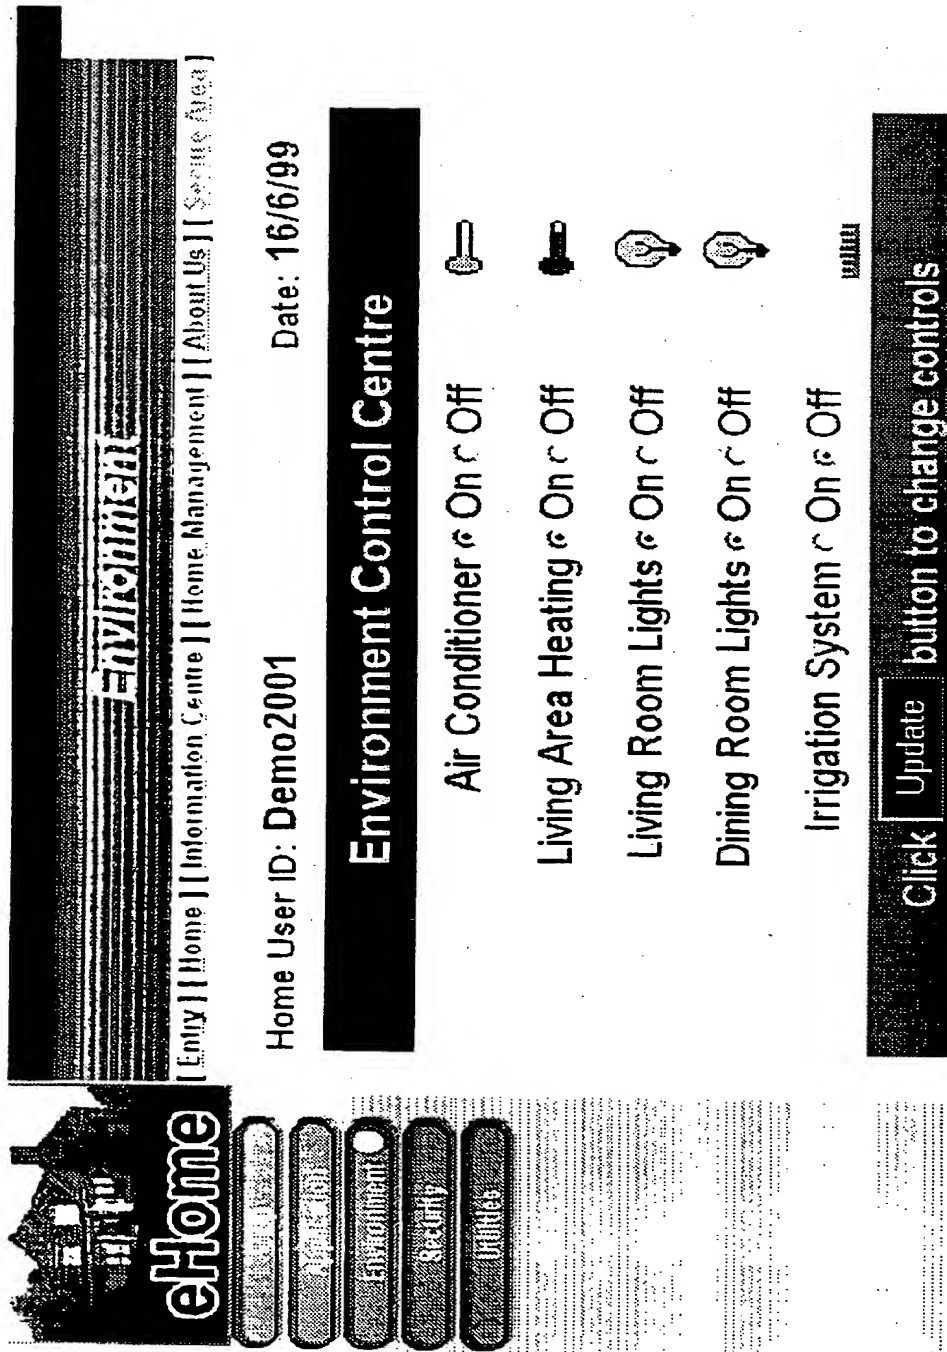 Environment
[ Entry ] [ Home ] [ Information Centre ] [ Home Management ] [ About Us ] [ Secure Area ]
eHome
Environment
Security
Utilities
Home User ID: Demo2001 Date: 16/6/99
Environment Control Centre
Air Conditioner On Off
Living Area Heating On Off
Living Room Lights On Off
Dining Room Lights On Off
Irrigation System On Off
Click Update button to change controls